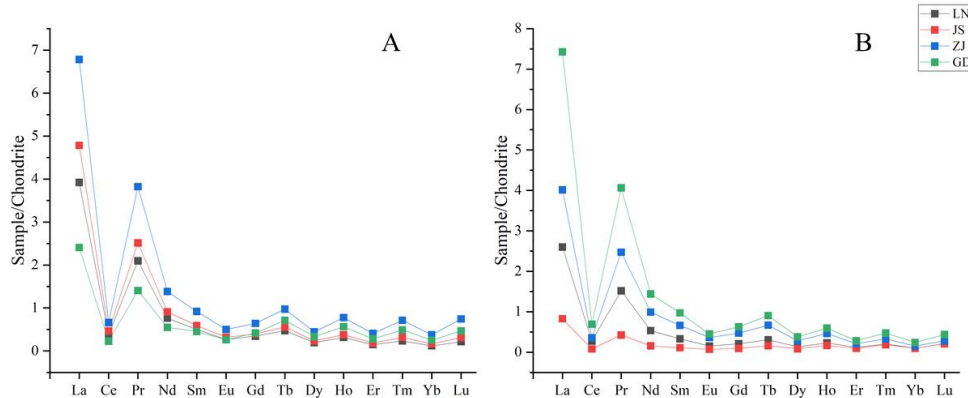 A
Sample/Chondrite
7
6
5
4
3
2
1
0
La Ce Pr Nd Sm Eu Gd Tb Dy Ho Er Tm Yb Lu
B
LN
JS
ZJ
GD
Sample/Chondrite
8
7
6
5
4
3
2
1
0
La Ce Pr Nd Sm Eu Gd Tb Dy Ho Er Tm Yb Lu